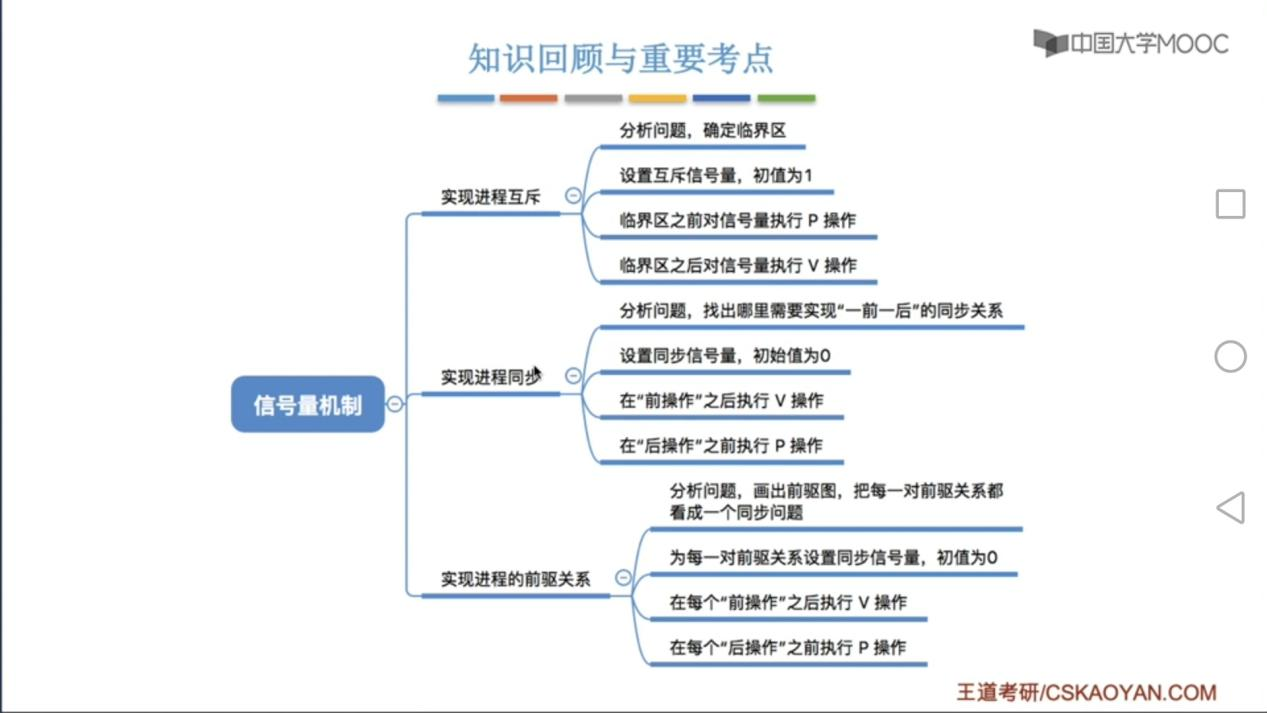 知识回顾与重要考点
中国大学MOOC
信号量机制
实现进程互斥
分析问题，确定临界区
设置互斥信号量，初值为1
临界区之前对信号量执行 P 操作
临界区之后对信号量执行 V 操作
实现进程同步
分析问题，找出哪里需要实现“一前一后”的同步关系
设置同步信号量，初始值为0
在“前操作”之后执行 V 操作
在“后操作”之前执行 P 操作
实现进程的前驱关系
分析问题，画出前驱图，把每一对前驱关系都
看成一个同步问题
为每一对前驱关系设置同步信号量，初值为0
在每个“前操作”之后执行 V 操作
在每个“后操作”之前执行 P 操作
王道考研/CSKAOYAN.COM